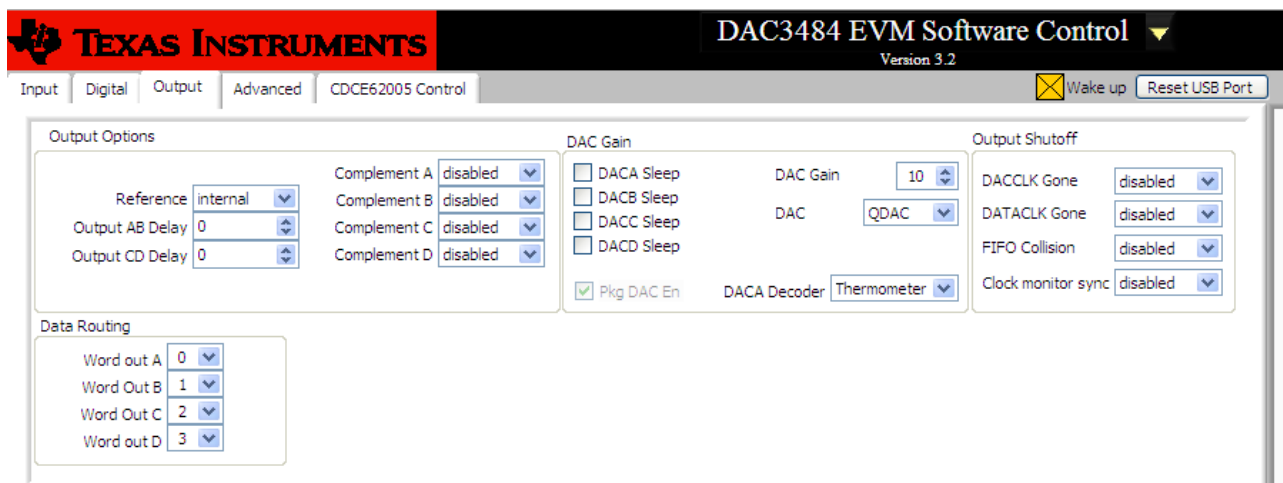 TEXAS INSTRUMENTS
DAC3484 EVM Software Control
Version 3.2
Input Digital Output Advanced CDCE62005 Control
Wake up Reset USB Port
Output Options
Reference internal
Output AB Delay 0
Output CD Delay 0
Complement A disabled
Complement B disabled
Complement C disabled
Complement D disabled
DAC Gain
DACA Sleep
DACB Sleep
DACC Sleep
DACD Sleep
Pkg DAC En
DAC Gain 10
DAC QDAC
DACA Decoder Thermometer
Output Shutoff
DACCLK Gone disabled
DATACLK Gone disabled
FIFO Collision disabled
Clock monitor sync disabled
Data Routing
Word out A 0
Word Out B 1
Word Out C 2
Word out D 3